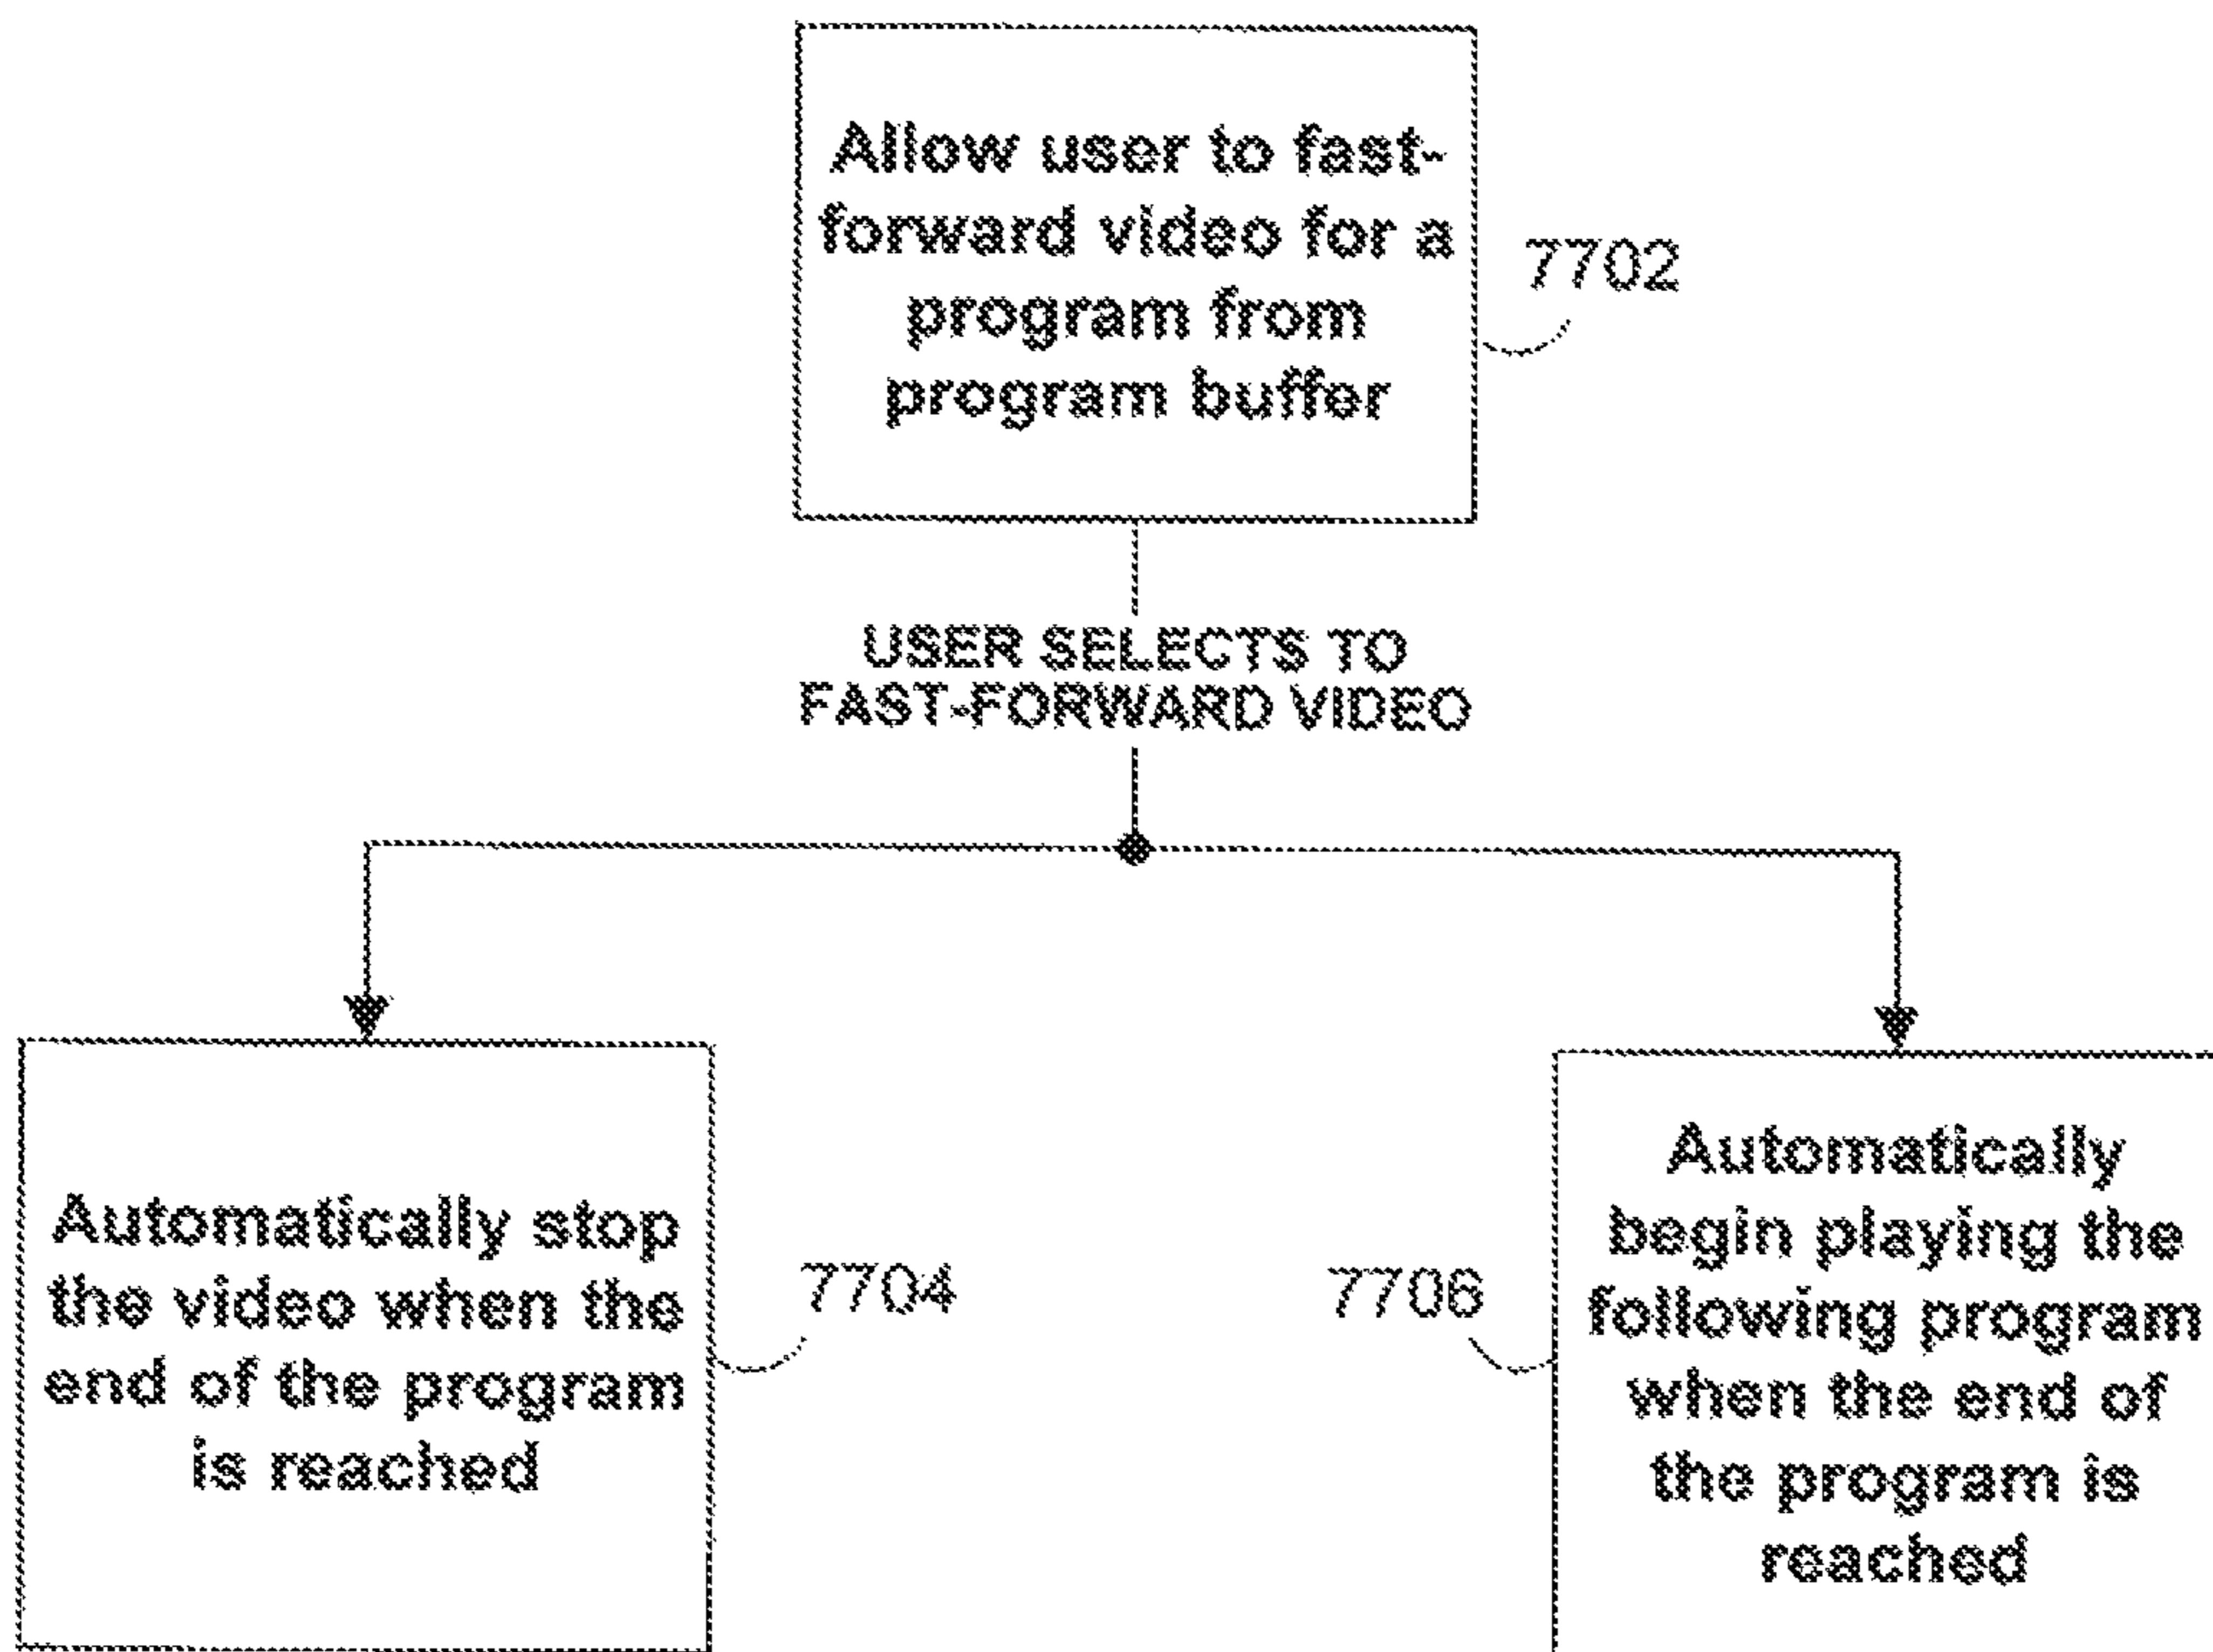 Allow user to fast-
forward video for a
program from
program buffer
7702
USER SELECTS TO
FAST-FORWARD VIDEO
Automatically stop
the video when the
end of the program
is reached
7704
7706
Automatically
begin playing the
following program
when the end of
the program is
reached